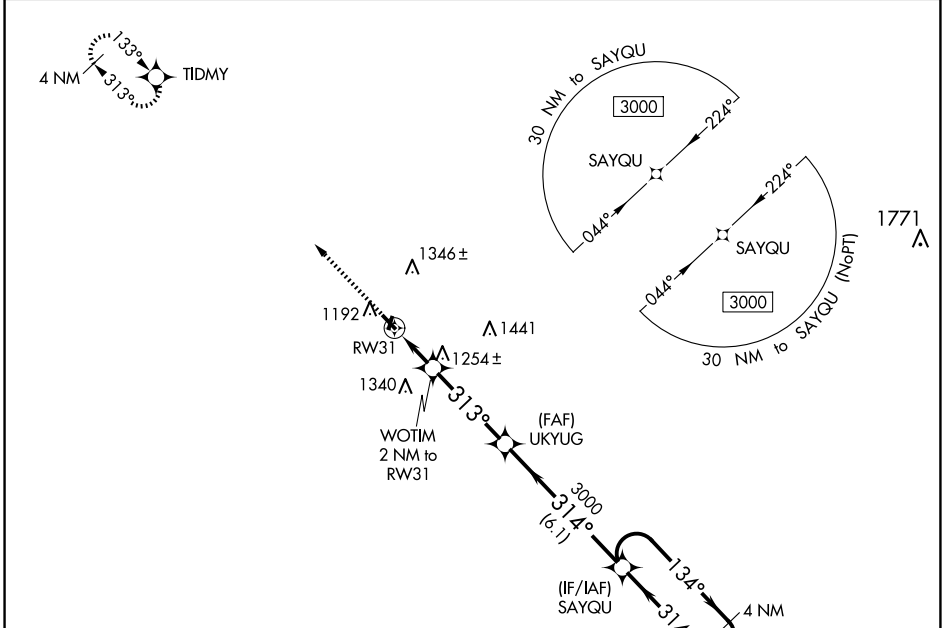 133°
4 NM
313°
TIDMY
30 NM to SAYQU
3000
224°
SAYQU
044°
224°
SAYQU
044°
3000
30 NM to SAYQU (NoPT)
1771
1346±
1192
RW31
1441
1254±
1340
313°
WOTIM
2 NM to
RW31
(FAF)
UKYUG
3000
314°
(6.1)
(IF/IAF)
SAYQU
134°
4 NM